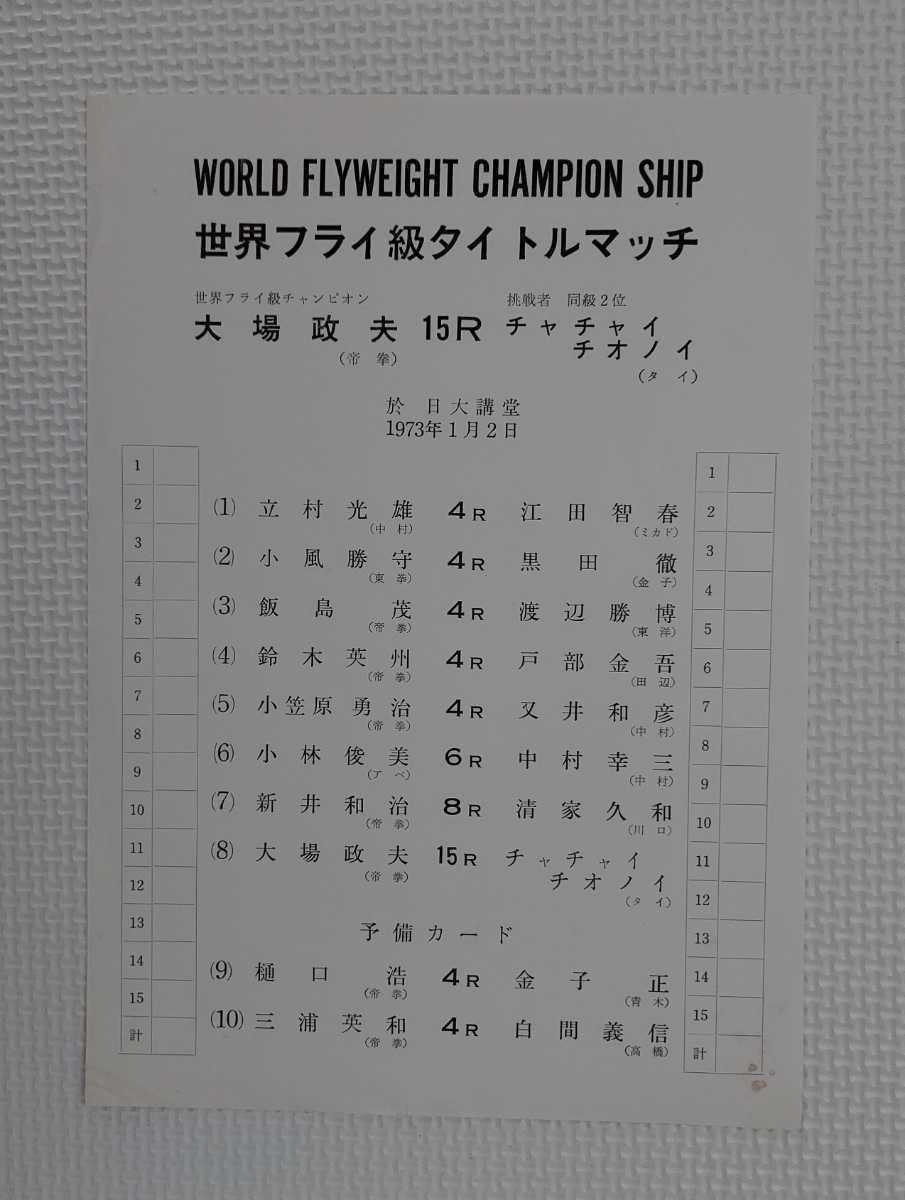 WORLD FLYWEIGHT CHAMPION SHIP
世界フライ級タイトルマッチ
世界フライ級チャンピオン 挑戦者 同級2位
大場政夫 15R チャチャイ
チオノイ
(帝拳)
(タイ)
於 日大講堂
1973年1月2日
(1) 立村光雄 4R 江田智春
(中村) (ミカド)
(2) 小風勝守 4R 黒田徹
(東拳) (金子)
(3) 飯島茂 4R 渡辺勝博
(帝拳) (東洋)
(4) 鈴木英州 4R 戸部金吾
(帝拳) (田辺)
(5) 小笠原勇治 4R 又井和彦
(帝拳) (中村)
(6) 小林俊美 6R 中村幸三
(アベ) (中村)
(7) 新井和治 8R 清家久和
(帝拳) (川口)
(8) 大場政夫 15R チャチャイ
チオノイ
(帝拳) (タイ)
予備カード
(9) 樋口浩 4R 金子正
(帝拳) (青木)
(10) 三浦英和 4R 白間義信
(帝拳) (高橋)
1
2
3
4
5
6
7
8
9
10
11
12
13
14
15
計
1
2
3
4
5
6
7
8
9
10
11
12
13
14
15
計